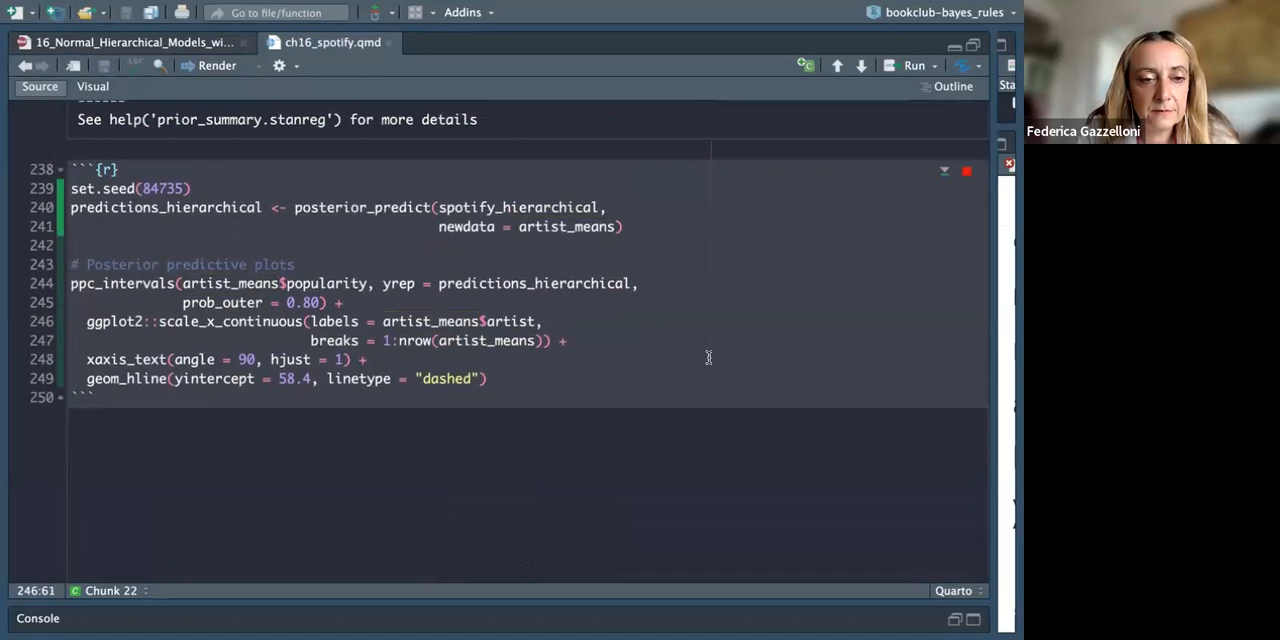 Go to file/function
Addins
bookclub-bayes_rules
16_Normal_Hierarchical_Models_wi...
ch16_spotify.qmd
ABC
Render
Run
Source
Visual
Outline
Sta
See help('prior_summary.stanreg') for more details
Federica Gazzelloni
238 ```{r}
239 set.seed(84735)
240 predictions_hierarchical <- posterior_predict(spotify_hierarchical,
241 newdata = artist_means)
242
243 # Posterior predictive plots
244 ppc_intervals(artist_means$popularity, yrep = predictions_hierarchical,
245 prob_outer = 0.80) +
246 ggplot2::scale_x_continuous(labels = artist_means$artist,
247 breaks = 1:nrow(artist_means)) +
248 xaxis_text(angle = 90, hjust = 1) +
249 geom_hline(yintercept = 58.4, linetype = "dashed")
250 ```
246:61
Chunk 22
Quarto
Console